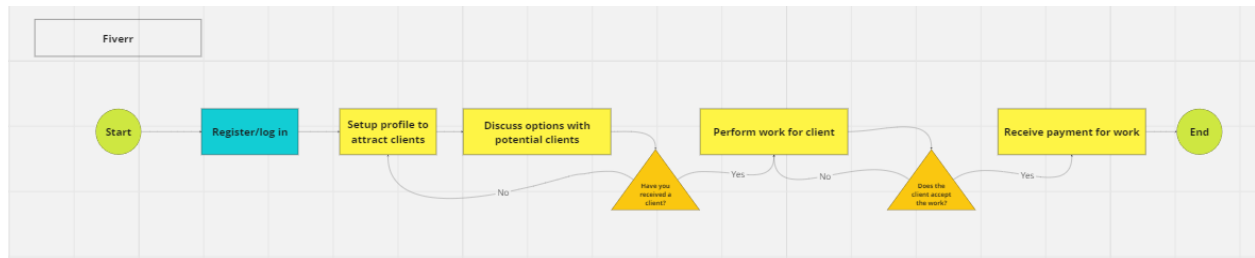 Fiverr
Start
Register/log in
Setup profile to
attract clients
Discuss options with
potential clients
Perform work for client
Receive payment for work
End
No
Have you
received a
client?
Yes
No
Does the
client accept
the work?
Yes